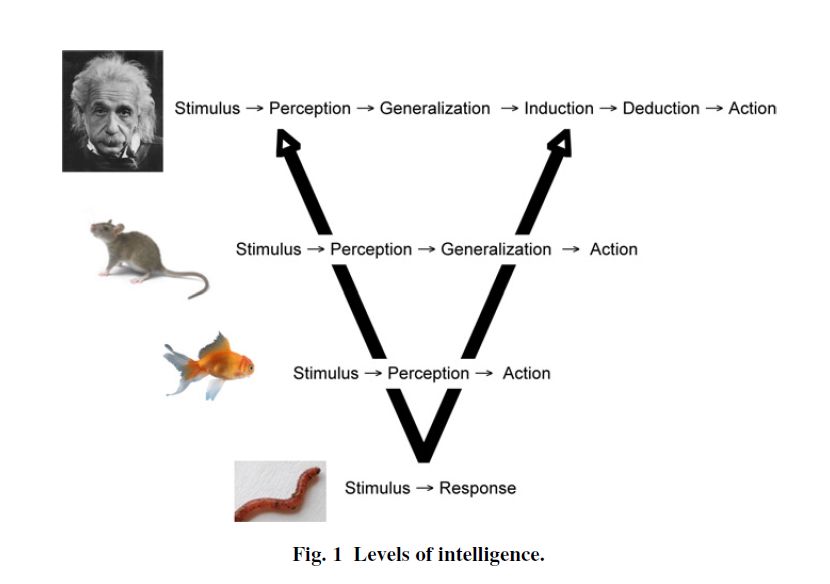 Stimulus → Perception → Generalization → Induction → Deduction → Action
Stimulus → Perception → Generalization → Action
Stimulus → Perception → Action
Stimulus → Response
Fig. 1 Levels of intelligence.